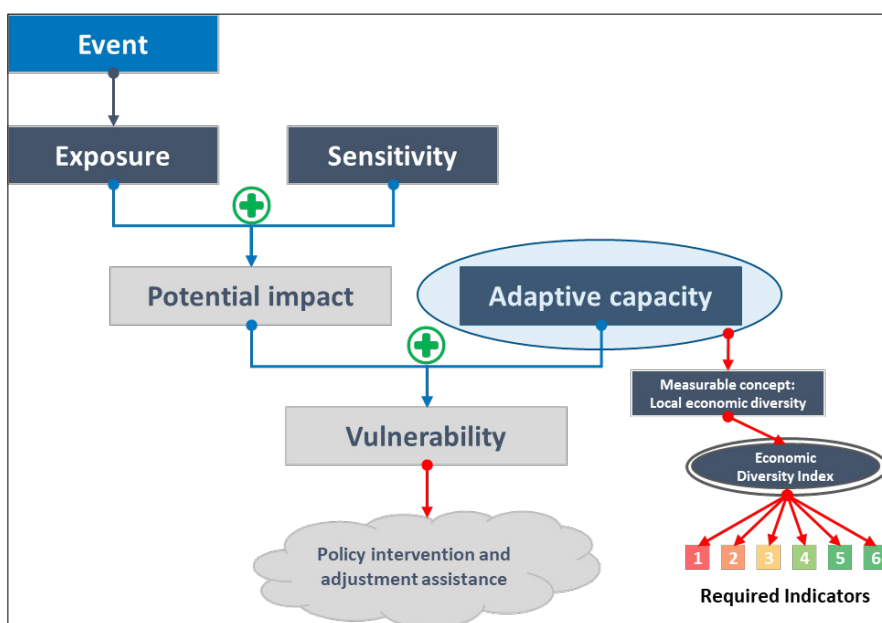 Event
Exposure
Sensitivity
Potential impact
Adaptive capacity
Measurable concept:
Local economic diversity
Vulnerability
Economic
Diversity Index
Policy intervention and
adjustment assistance
1 2 3 4 5 6
Required Indicators